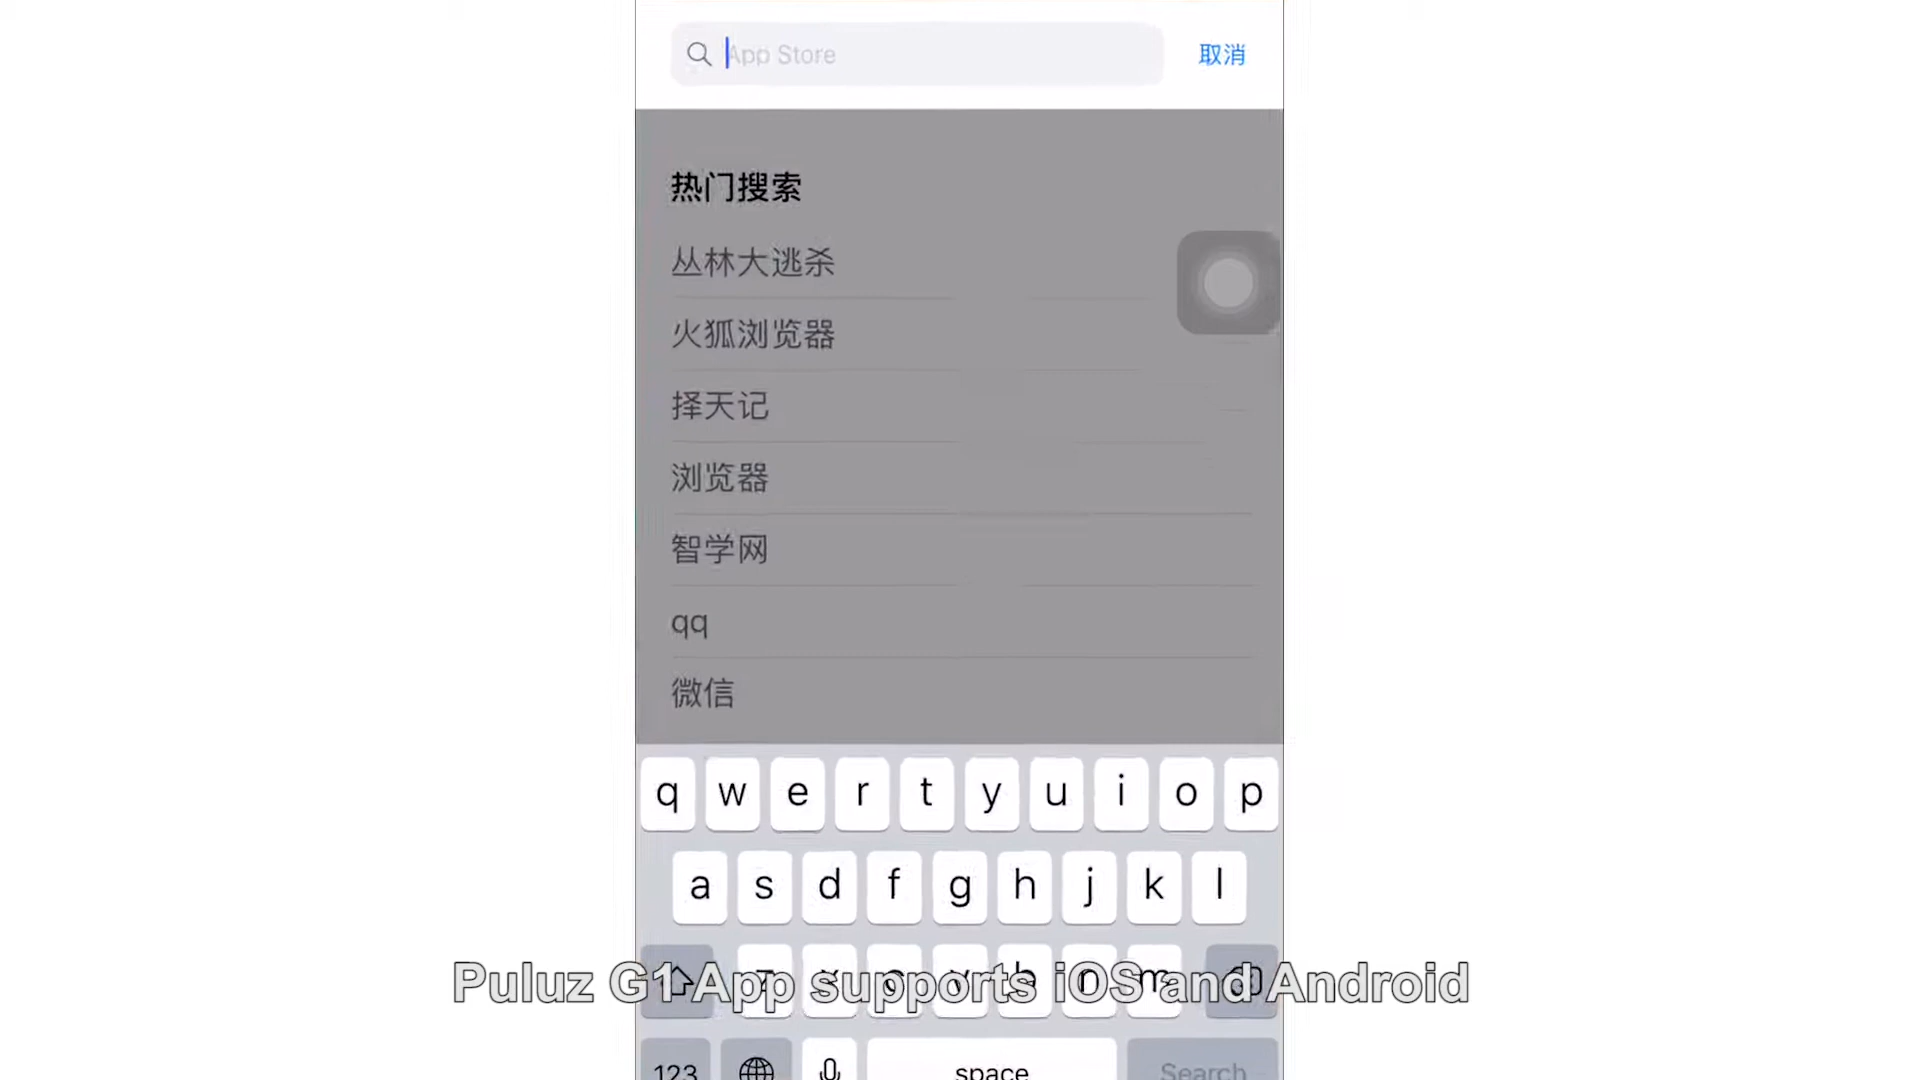 App Store
取消
热门搜索
丛林大逃杀
火狐浏览器
择天记
浏览器
智学网
qq
微信
q w e r t y u i o p
a s d f g h j k l
z x c v b n m
Puluz G1 App supports iOS and Android
123 space Search